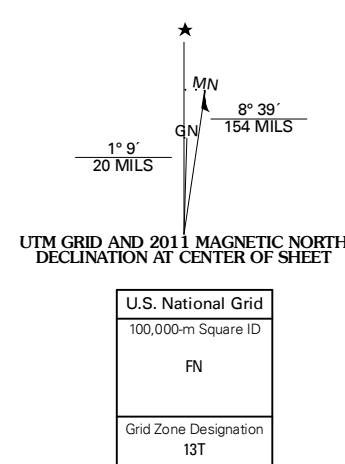 MN
8° 39´
154 MILS
GN
1° 9´
20 MILS
UTM GRID AND 2011 MAGNETIC NORTH
DECLINATION AT CENTER OF SHEET
U.S. National Grid
100,000-m Square ID
FN
Grid Zone Designation
13T